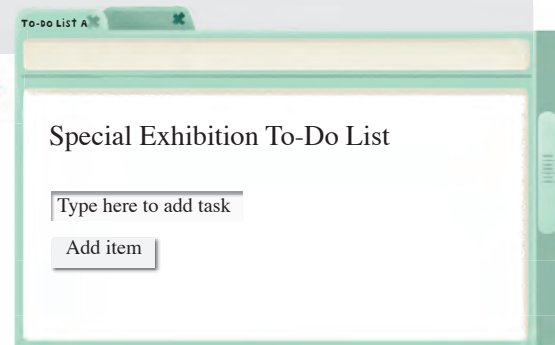 To-Do List A
Special Exhibition To-Do List
Type here to add task
Add item